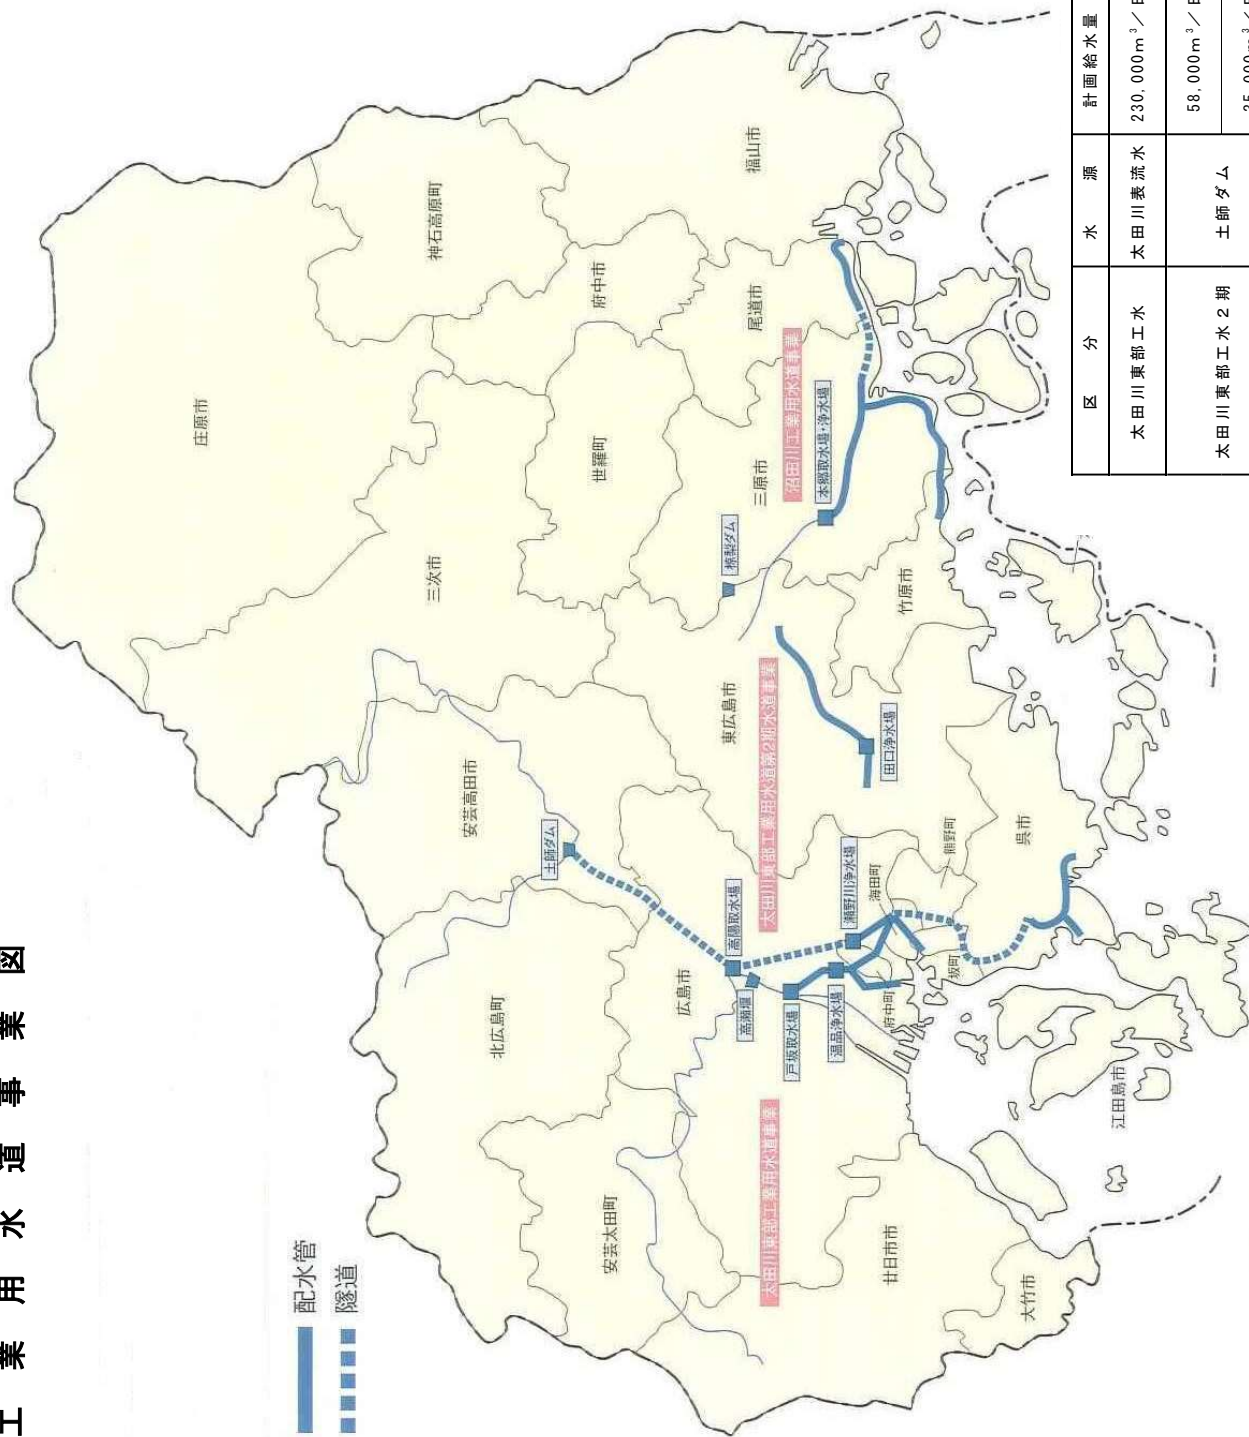 工業用水道事業図
配水管
隧道
庄原市
神石高原町
三次市
府中市
福山市
世羅町
尾道市
安芸高田市
三原市
沼田川工業用水道事業
本郷取水場・浄水場
椋梨ダム
北広島町
土師ダム
東広島市
竹原市
太田川東部工業用水道第2期水道事業
田口浄水場
安芸太田町
広島市
高陽取水場
高瀬堰
瀬野川浄水場
海田町
熊野町
呉市
戸坂取水場
温品浄水場
府中町
坂町
太田川東部工業用水道事業
廿日市市
大竹市
江田島市
区分 水源 計画給水量
太田川東部工水 太田川表流水 230,000m³/日
太田川東部工水2期 土師ダム 58,000m³/日